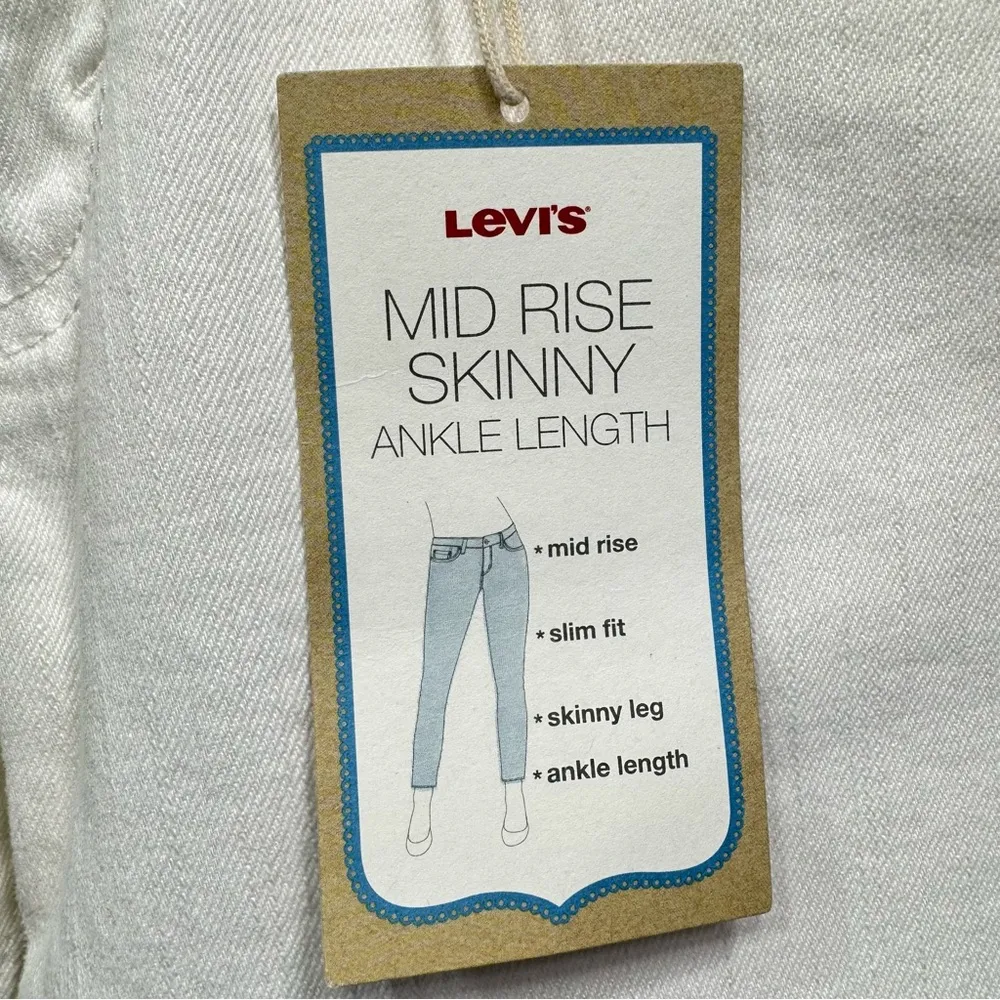 Levi's®
MID RISE
SKINNY
ANKLE LENGTH
* mid rise
* slim fit
* skinny leg
* ankle length